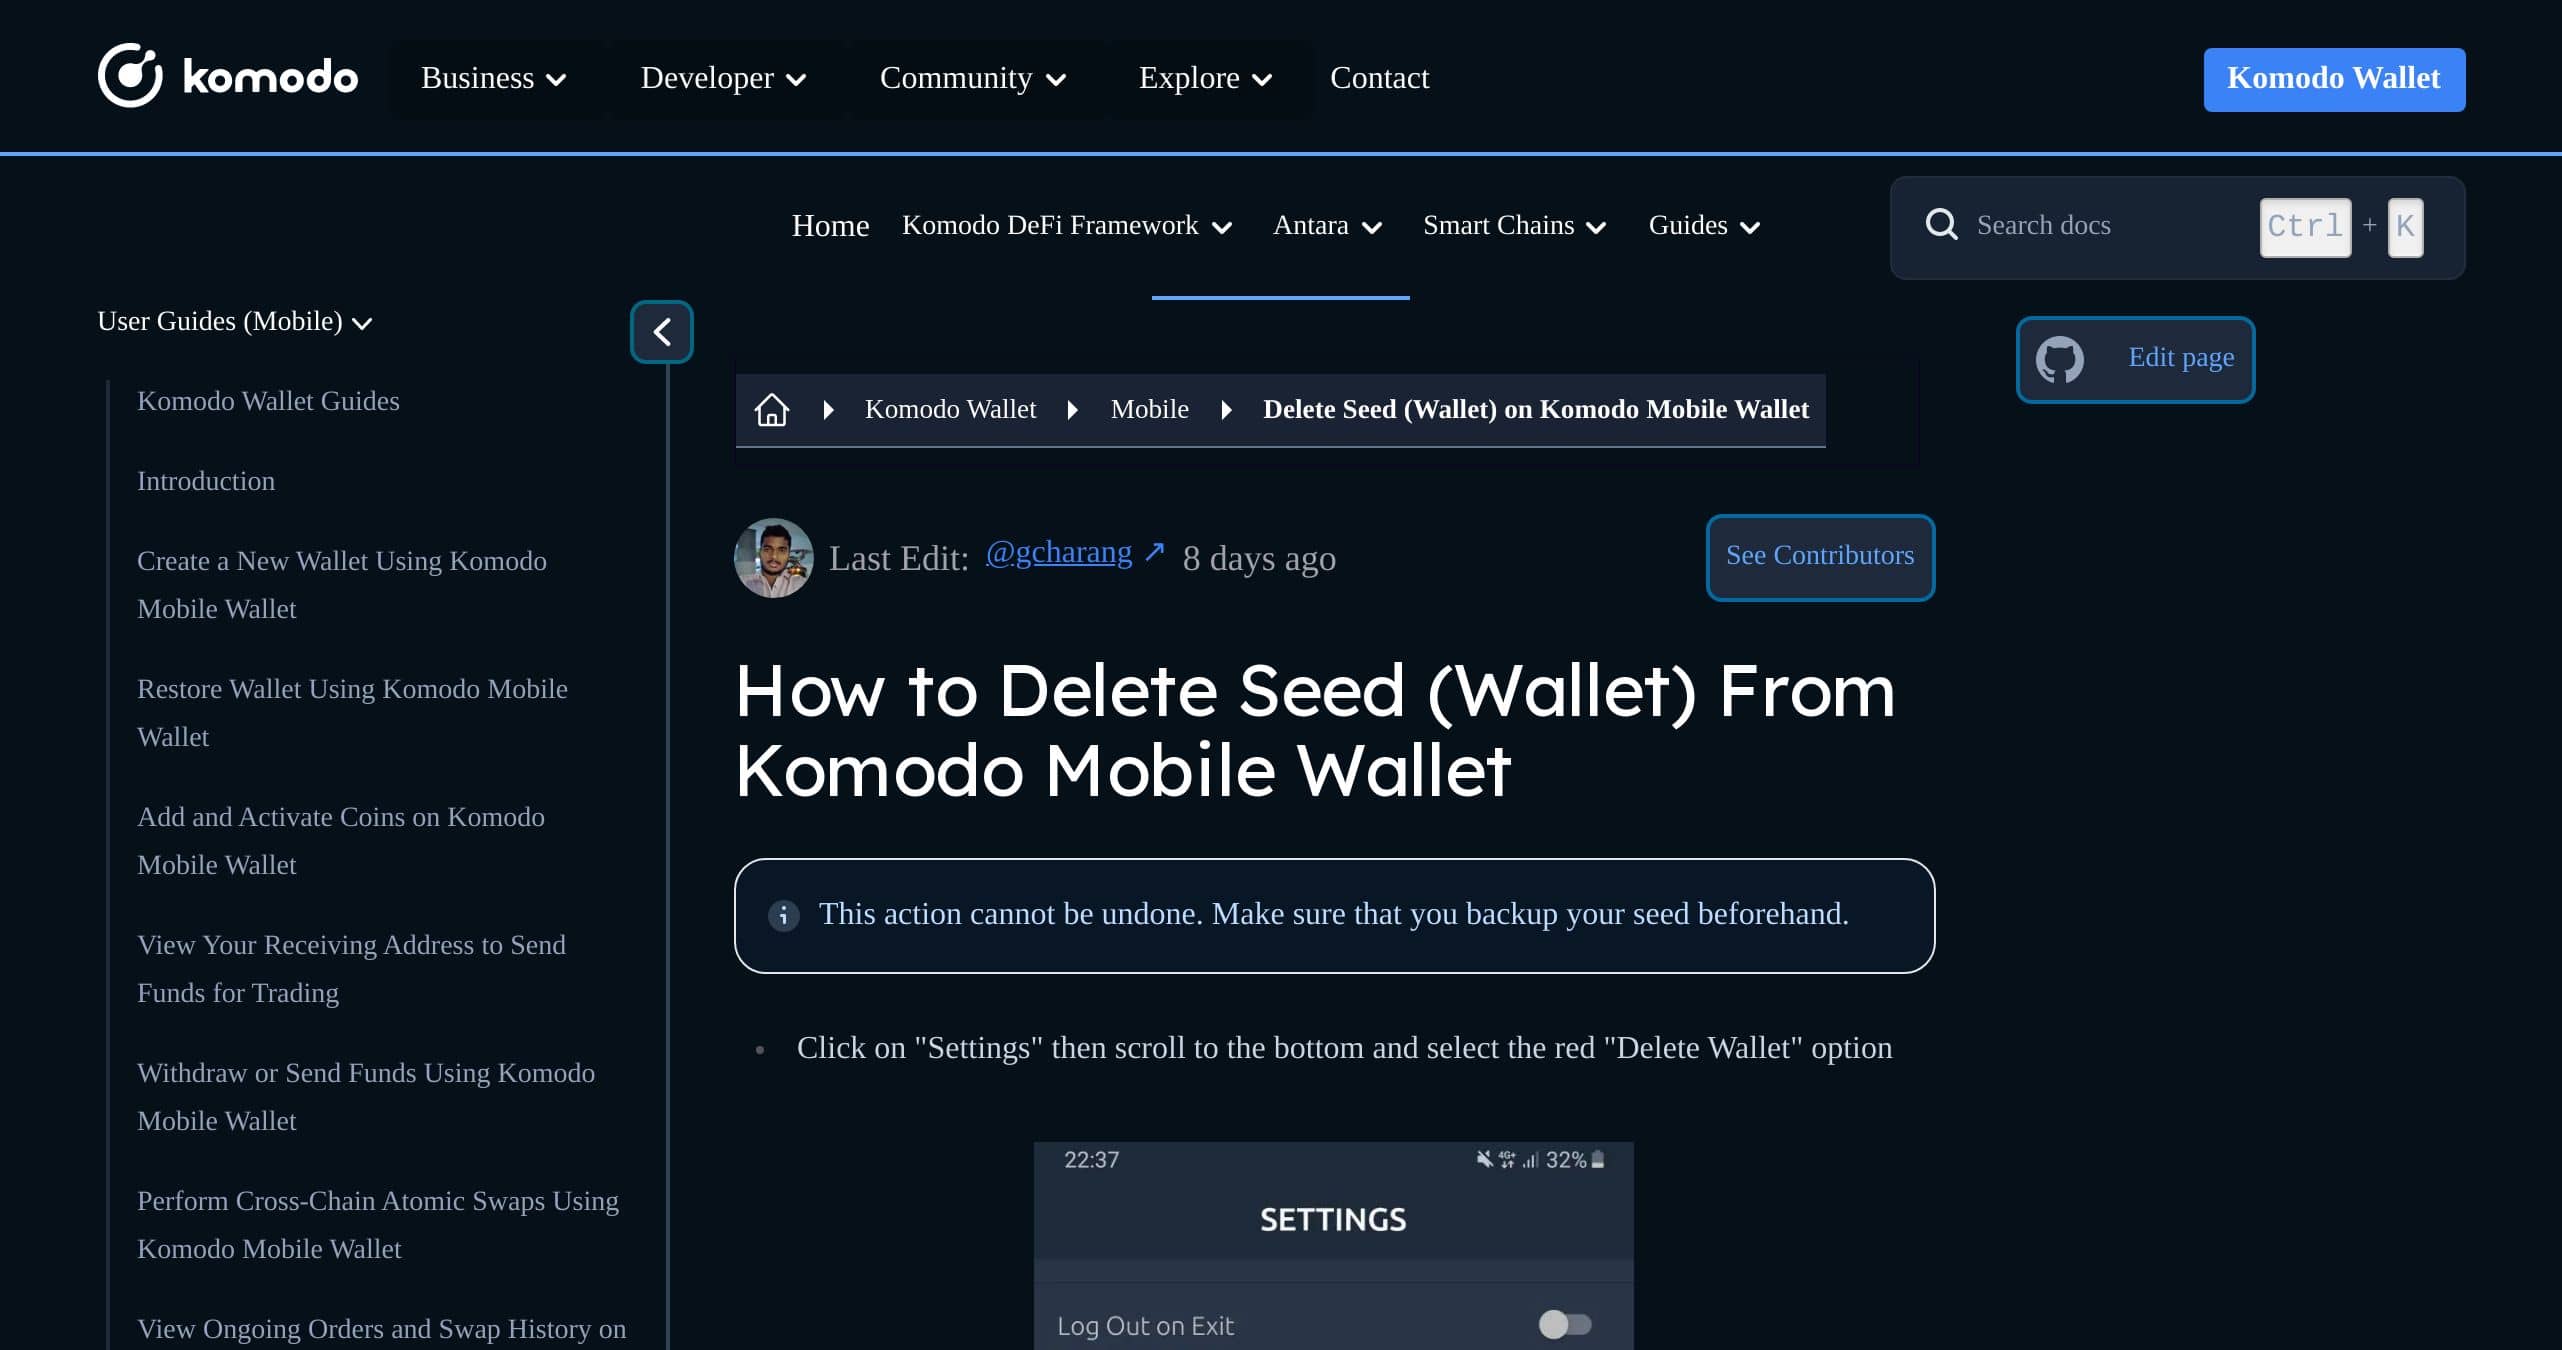 komodo Business Developer Community Explore Contact Komodo Wallet
Home Komodo DeFi Framework Antara Smart Chains Guides Search docs Ctrl + K
User Guides (Mobile)
Komodo Wallet Guides
Introduction
Create a New Wallet Using Komodo
Mobile Wallet
Restore Wallet Using Komodo Mobile
Wallet
Add and Activate Coins on Komodo
Mobile Wallet
View Your Receiving Address to Send
Funds for Trading
Withdraw or Send Funds Using Komodo
Mobile Wallet
Perform Cross-Chain Atomic Swaps Using
Komodo Mobile Wallet
View Ongoing Orders and Swap History on
Edit page
Komodo Wallet Mobile Delete Seed (Wallet) on Komodo Mobile Wallet
Last Edit: @gcharang ↗ 8 days ago
See Contributors
How to Delete Seed (Wallet) From
Komodo Mobile Wallet
This action cannot be undone. Make sure that you backup your seed beforehand.
• Click on "Settings" then scroll to the bottom and select the red "Delete Wallet" option
22:37 4G+ 32%
SETTINGS
Log Out on Exit